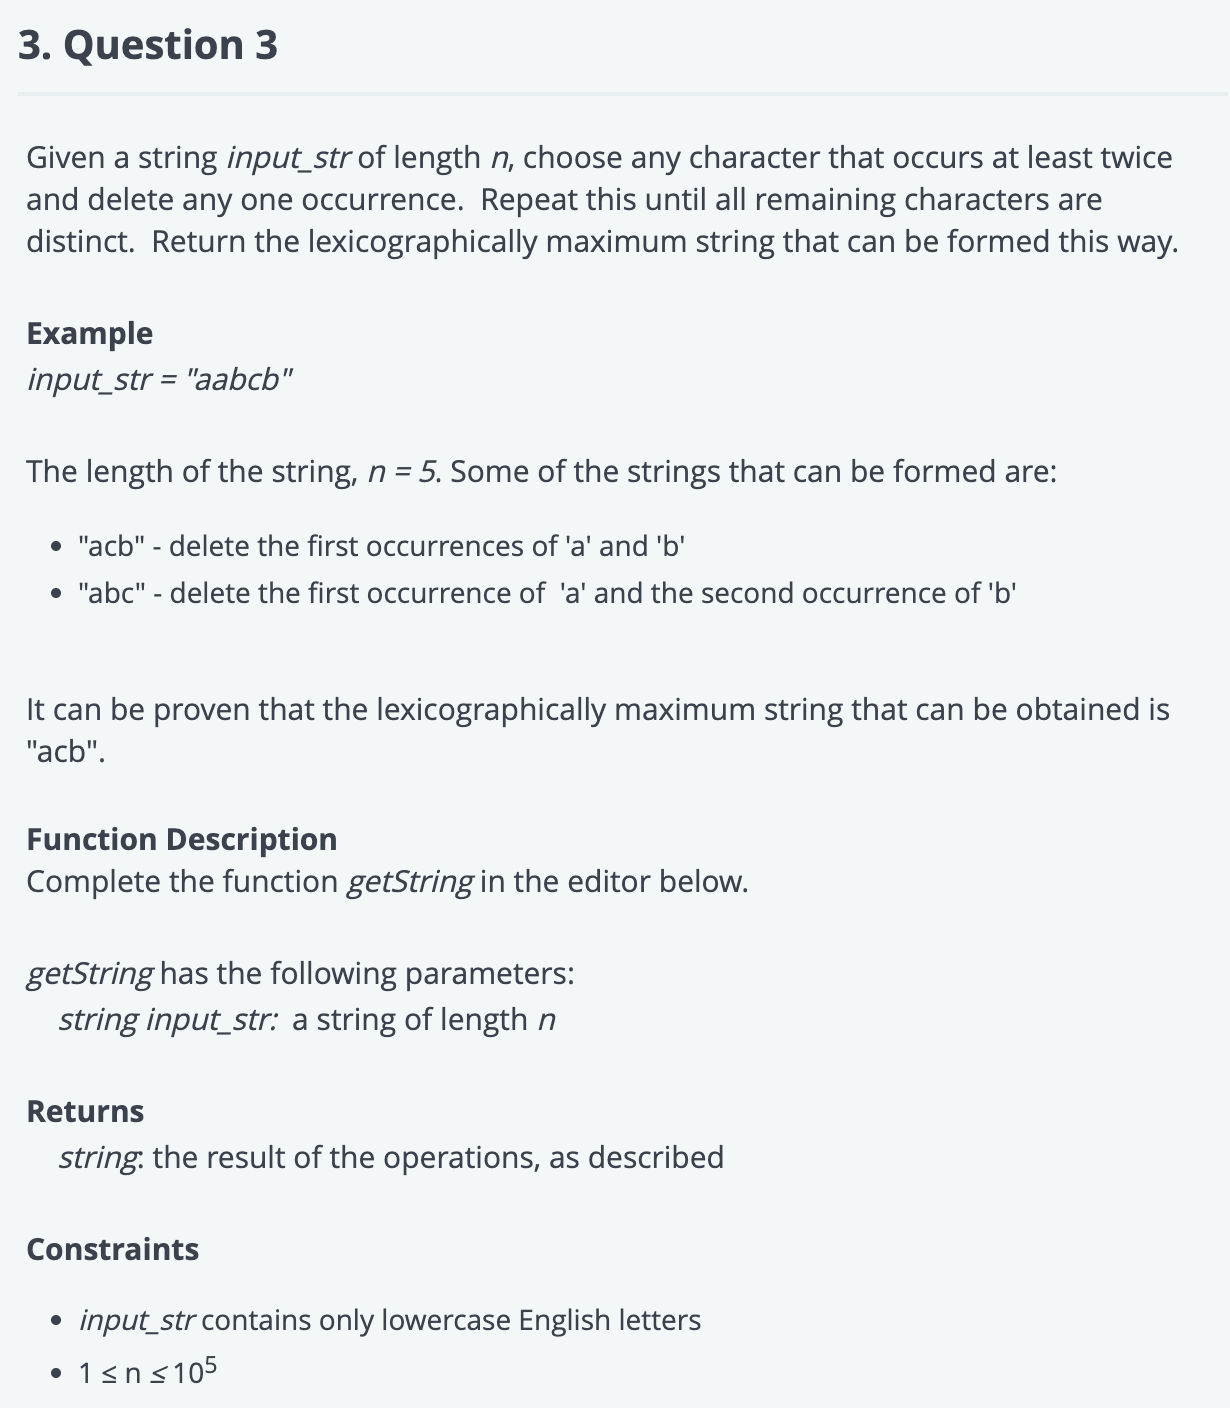 3. Question 3
Given a string input_str of length n, choose any character that occurs at least twice
and delete any one occurrence.  Repeat this until all remaining characters are
distinct.  Return the lexicographically maximum string that can be formed this way.
Example
input_str = "aabcb"
The length of the string, n = 5. Some of the strings that can be formed are:
• "acb" - delete the first occurrences of 'a' and 'b'
• "abc" - delete the first occurrence of  'a' and the second occurrence of 'b'
It can be proven that the lexicographically maximum string that can be obtained is
"acb".
Function Description
Complete the function getString in the editor below.
getString has the following parameters:
string input_str:  a string of length n
Returns
string: the result of the operations, as described
Constraints
• input_str contains only lowercase English letters
• 1 ≤ n ≤ 10⁵